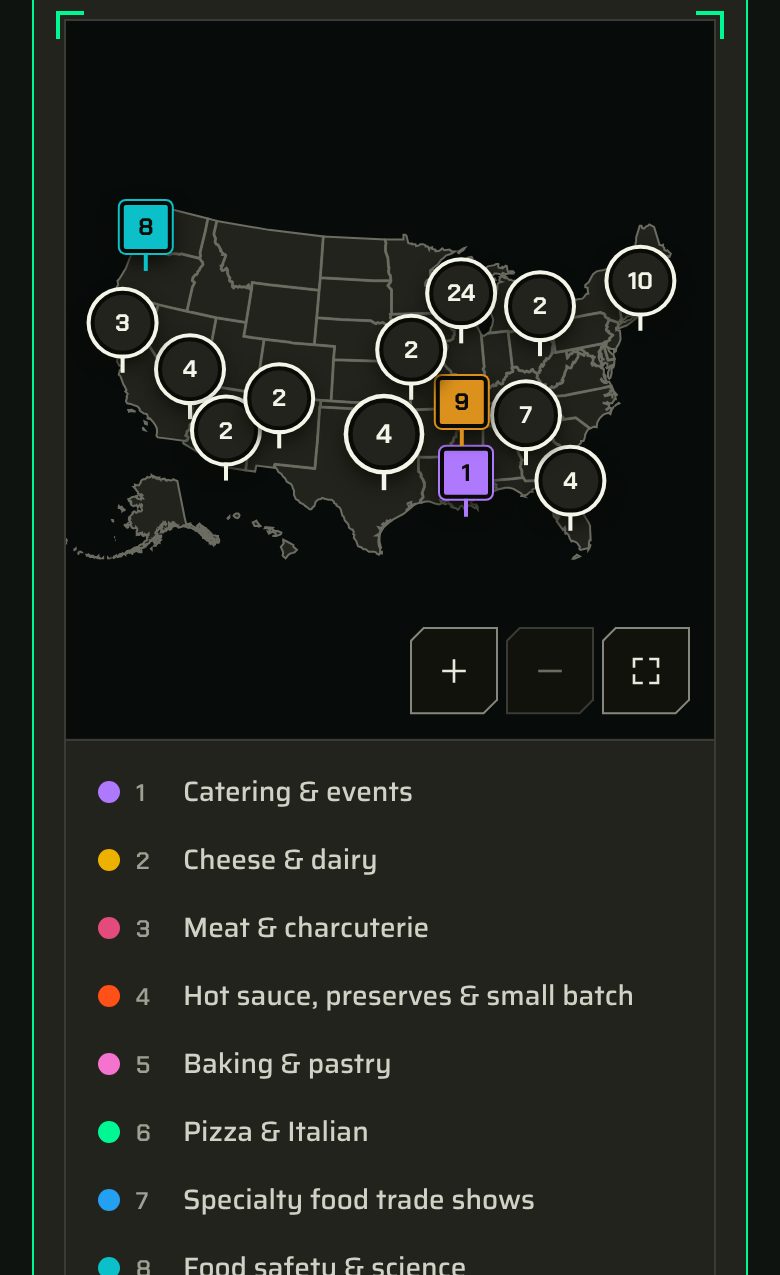 8
10
24
2
3
2
4
2
9
7
2
4
1
4
+
−
1 Catering & events
2 Cheese & dairy
3 Meat & charcuterie
4 Hot sauce, preserves & small batch
5 Baking & pastry
6 Pizza & Italian
7 Specialty food trade shows
8 Food safety & science